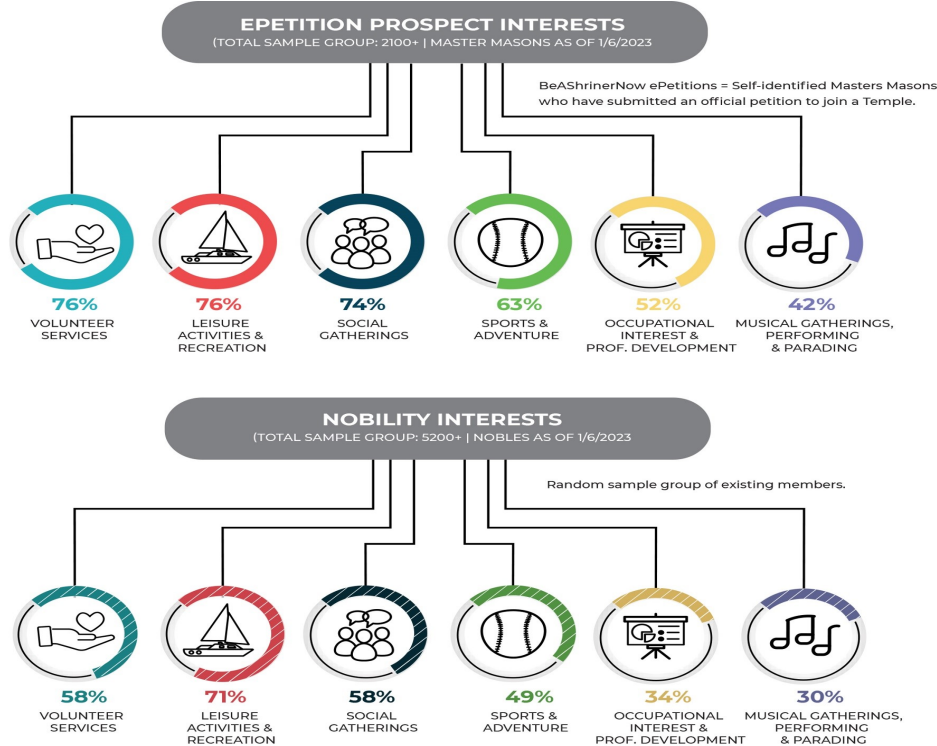 EPETITION PROSPECT INTERESTS
(TOTAL SAMPLE GROUP: 2100+ | MASTER MASONS AS OF 1/6/2023
BeAShrinerNow ePetitions = Self-identified Masters Masons
who have submitted an official petition to join a Temple.
76%
VOLUNTEER
SERVICES
76%
LEISURE
ACTIVITIES &
RECREATION
74%
SOCIAL
GATHERINGS
63%
SPORTS &
ADVENTURE
52%
OCCUPATIONAL
INTEREST &
PROF. DEVELOPMENT
42%
MUSICAL GATHERINGS,
PERFORMING
& PARADING
NOBILITY INTERESTS
(TOTAL SAMPLE GROUP: 5200+ | NOBLES AS OF 1/6/2023
Random sample group of existing members.
58%
VOLUNTEER
SERVICES
71%
LEISURE
ACTIVITIES &
RECREATION
58%
SOCIAL
GATHERINGS
49%
SPORTS &
ADVENTURE
34%
OCCUPATIONAL
INTEREST &
PROF. DEVELOPMENT
30%
MUSICAL GATHERINGS,
PERFORMING
& PARADING